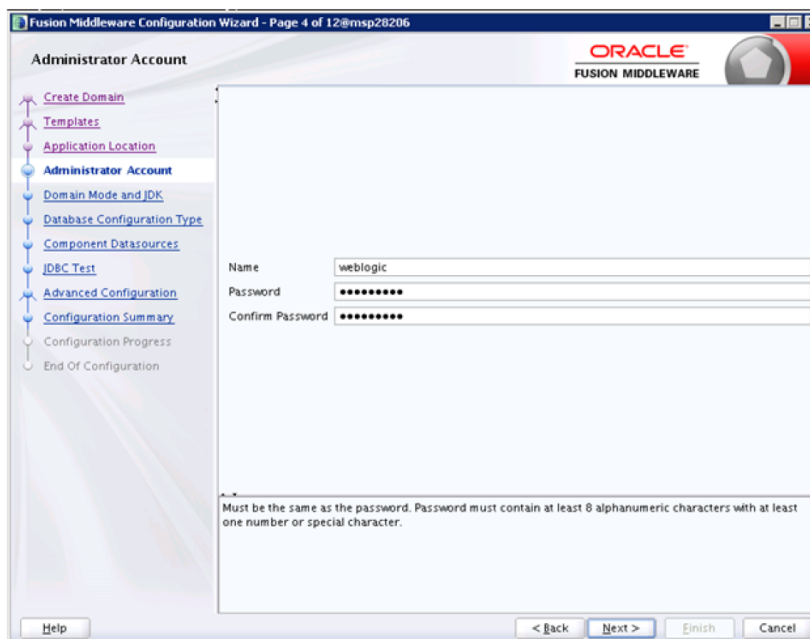 Fusion Middleware Configuration Wizard - Page 4 of 12@msp28206
Administrator Account
ORACLE
FUSION MIDDLEWARE
Create Domain
Templates
Application Location
Administrator Account
Domain Mode and JDK
Database Configuration Type
Component Datasources
JDBC Test
Advanced Configuration
Configuration Summary
Configuration Progress
End Of Configuration
Name weblogic
Password •••••••••
Confirm Password •••••••••
Must be the same as the password. Password must contain at least 8 alphanumeric characters with at least
one number or special character.
Help < Back Next > Finish Cancel